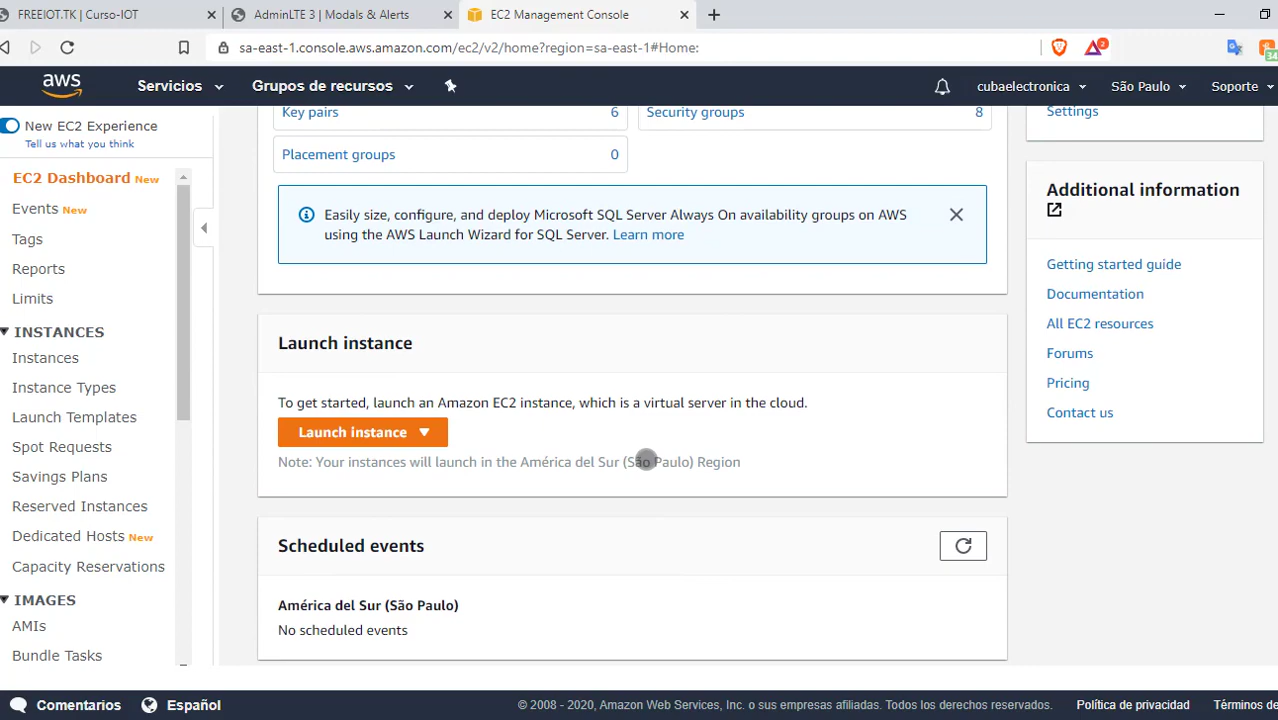 FREEIOT.TK | Curso-IOT
AdminLTE 3 | Modals & Alerts
EC2 Management Console
sa-east-1.console.aws.amazon.com/ec2/v2/home?region=sa-east-1#Home:
2
34
aws
Servicios
Grupos de recursos
cubaelectronica
São Paulo
Soporte
New EC2 Experience
Tell us what you think
EC2 Dashboard New
Events New
Tags
Reports
Limits
INSTANCES
Instances
Instance Types
Launch Templates
Spot Requests
Savings Plans
Reserved Instances
Dedicated Hosts New
Capacity Reservations
IMAGES
AMIs
Bundle Tasks
Key pairs 6
Security groups 8
Placement groups 0
Easily size, configure, and deploy Microsoft SQL Server Always On availability groups on AWS
using the AWS Launch Wizard for SQL Server. Learn more
Launch instance
To get started, launch an Amazon EC2 instance, which is a virtual server in the cloud.
Launch instance
Note: Your instances will launch in the América del Sur (São Paulo) Region
Scheduled events
América del Sur (São Paulo)
No scheduled events
Settings
Additional information
Getting started guide
Documentation
All EC2 resources
Forums
Pricing
Contact us
Comentarios
Español
© 2008 - 2020, Amazon Web Services, Inc. o sus empresas afiliadas. Todos los derechos reservados.
Política de privacidad
Términos de